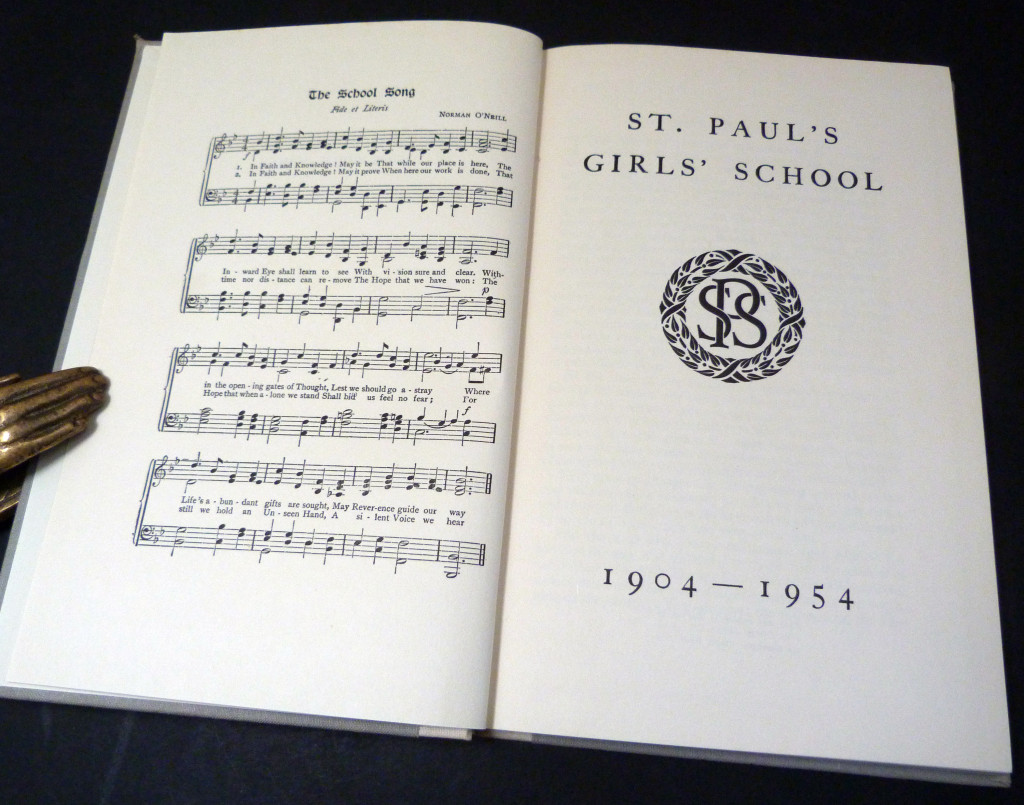 The School Song
Fide et Literis
NORMAN O'NEILL
f
1. In Faith and Knowledge! May it be That while our place is here, The
2. In Faith and Knowledge! May it prove When here our work is done, That
In - ward Eye shall learn to see With vi - sion sure and clear. With-
time nor dis - tance can re - move The Hope that we have won: The
p
in the open - ing gates of Thought, Lest we should go a - stray Where
Hope that when a - lone we stand Shall bid us feel no fear; For
f
Life's a - bun - dant gifts are sought, May Rever-ence guide our way
still we hold an Un - seen Hand, A si - lent Voice we hear
ST. PAUL'S
GIRLS' SCHOOL
SPS
1904—1954